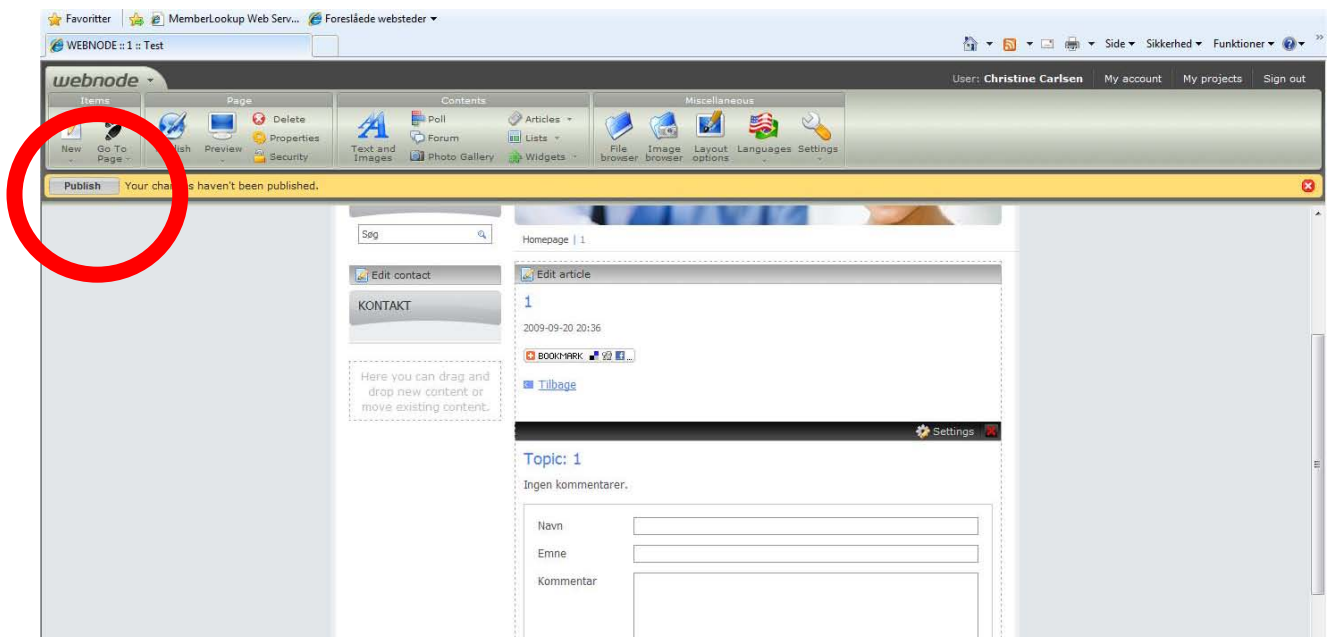 Favoritter MemberLookup Web Serv... Foreslåede websteder
WEBNODE :: 1 :: Test Side Sikkerhed Funktioner
webnode User: Christine Carlsen My account My projects Sign out
Items Page Contents Miscellaneous
Delete Poll Articles
Properties Forum Lists
New Go To Page Preview Security Text and Images Photo Gallery Widgets File browser Image browser Layout options Languages Settings
Publish Your haven't been published.
Søg
Homepage | 1
Edit contact Edit article
KONTAKT 1
2009-09-20 20:36
BOOKMARK ...
Here you can drag and
drop new content or
move existing content.
Tilbage
Settings
Topic: 1
Ingen kommentarer.
Navn
Emne
Kommentar